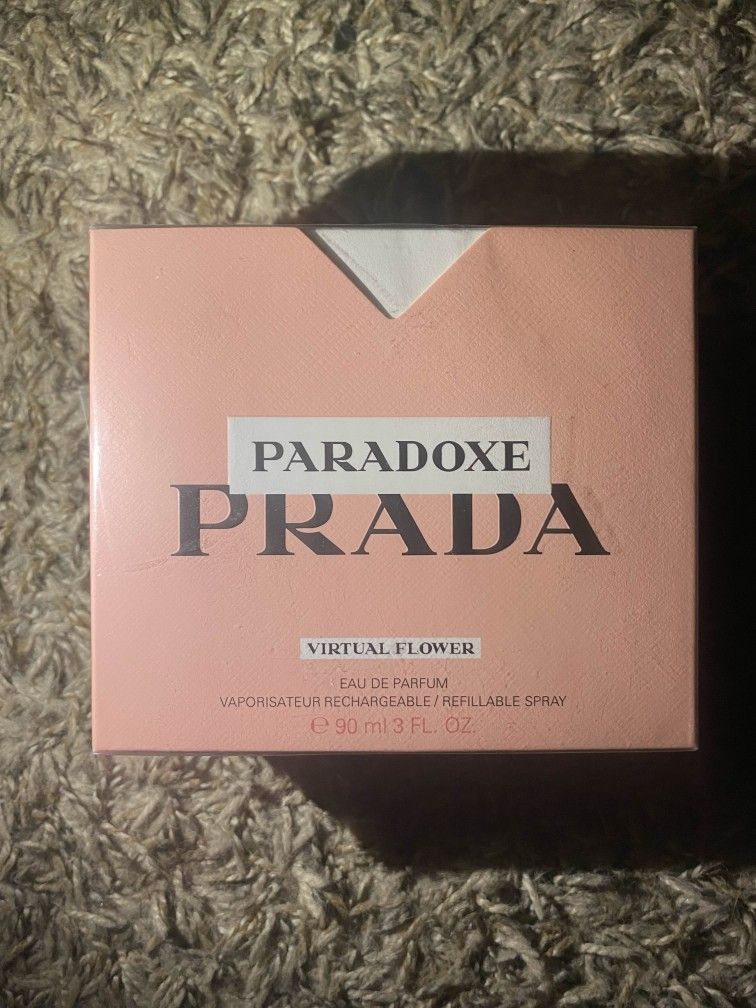 PARADOXE
PRADA
VIRTUAL FLOWER
EAU DE PARFUM
VAPORISATEUR RECHARGEABLE / REFILLABLE SPRAY
℮ 90 ml 3 FL. OZ.